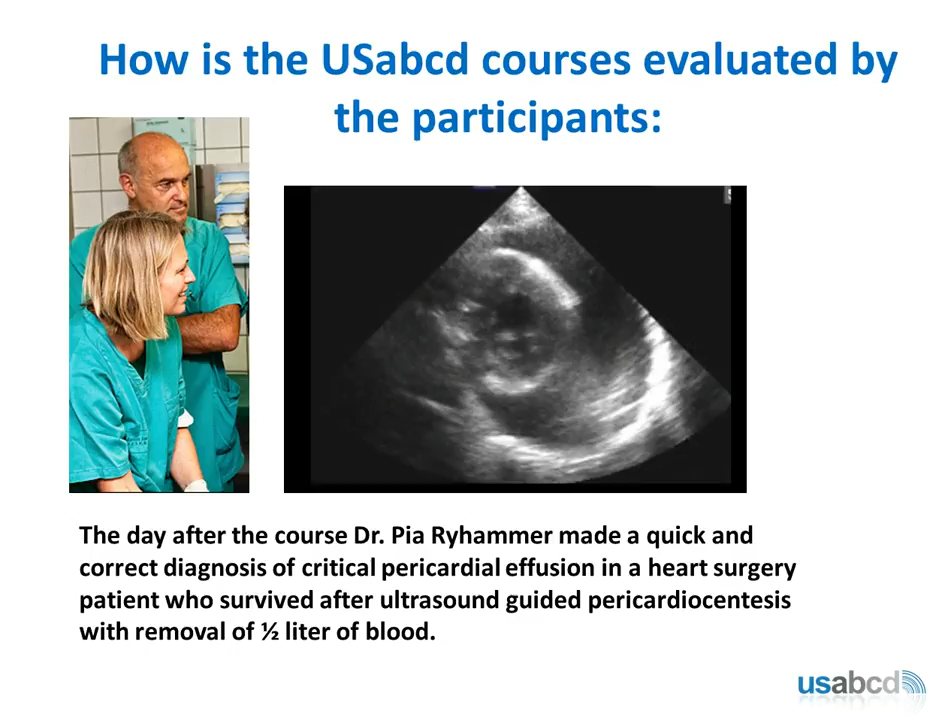 How is the USabcd courses evaluated by
the participants:
The day after the course Dr. Pia Ryhammer made a quick and
correct diagnosis of critical pericardial effusion in a heart surgery
patient who survived after ultrasound guided pericardiocentesis
with removal of ½ liter of blood.
usabcd